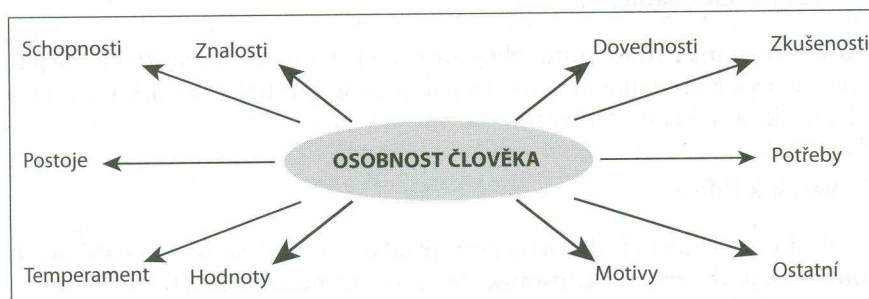 Schopnosti Znalosti Dovednosti Zkušenosti
Postoje OSOBNOST ČLOVĚKA Potřeby
Temperament Hodnoty Motivy Ostatní